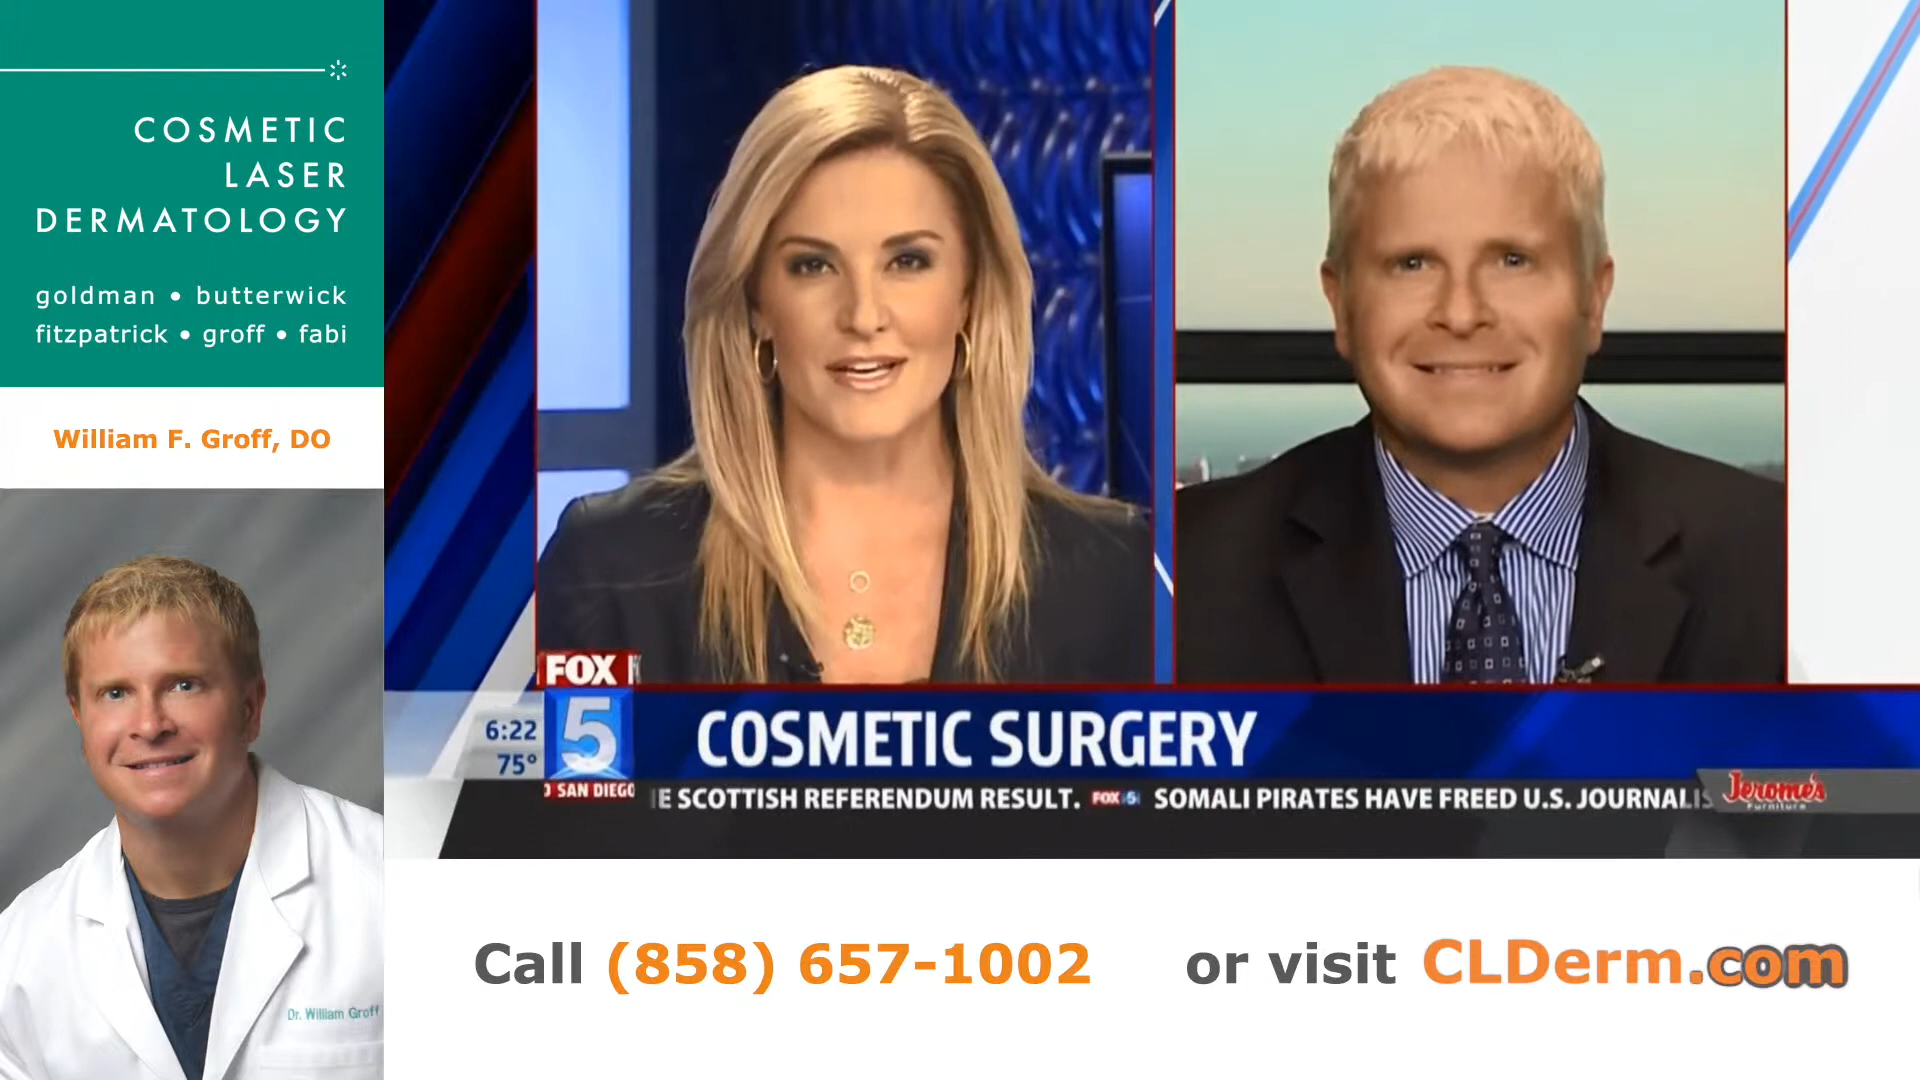 COSMETIC
LASER
DERMATOLOGY
goldman • butterwick
fitzpatrick • groff • fabi
William F. Groff, DO
Dr. William Groff
FOX
6:22
75°
5
SAN DIEGO
COSMETIC SURGERY
SCOTTISH REFERENDUM RESULT. FOX 5 SOMALI PIRATES HAVE FREED U.S.
Jerome's
Furniture
Call (858) 657-1002 or visit CLDerm.com